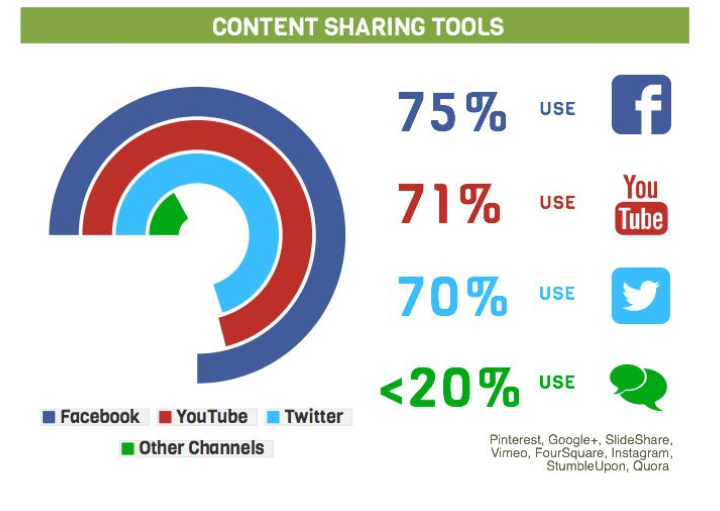 CONTENT SHARING TOOLS
75% USE f
71% USE You
Tube
70% USE
<20% USE
Facebook YouTube Twitter
Other Channels
Pinterest, Google+, SlideShare,
Vimeo, FourSquare, Instagram,
StumbleUpon, Quora